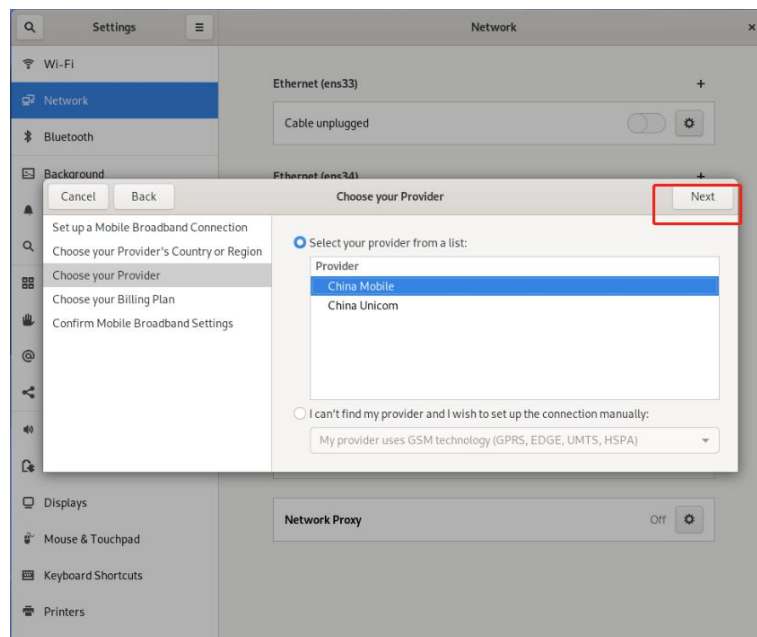 Settings
Network
Wi-Fi
Network
Bluetooth
Background
Displays
Mouse & Touchpad
Keyboard Shortcuts
Printers
Ethernet (ens33)
Cable unplugged
Ethernet (ens34)
Cancel
Back
Choose your Provider
Next
Set up a Mobile Broadband Connection
Choose your Provider's Country or Region
Choose your Provider
Choose your Billing Plan
Confirm Mobile Broadband Settings
Select your provider from a list:
Provider
China Mobile
China Unicom
I can't find my provider and I wish to set up the connection manually:
My provider uses GSM technology (GPRS, EDGE, UMTS, HSPA)
Network Proxy
Off